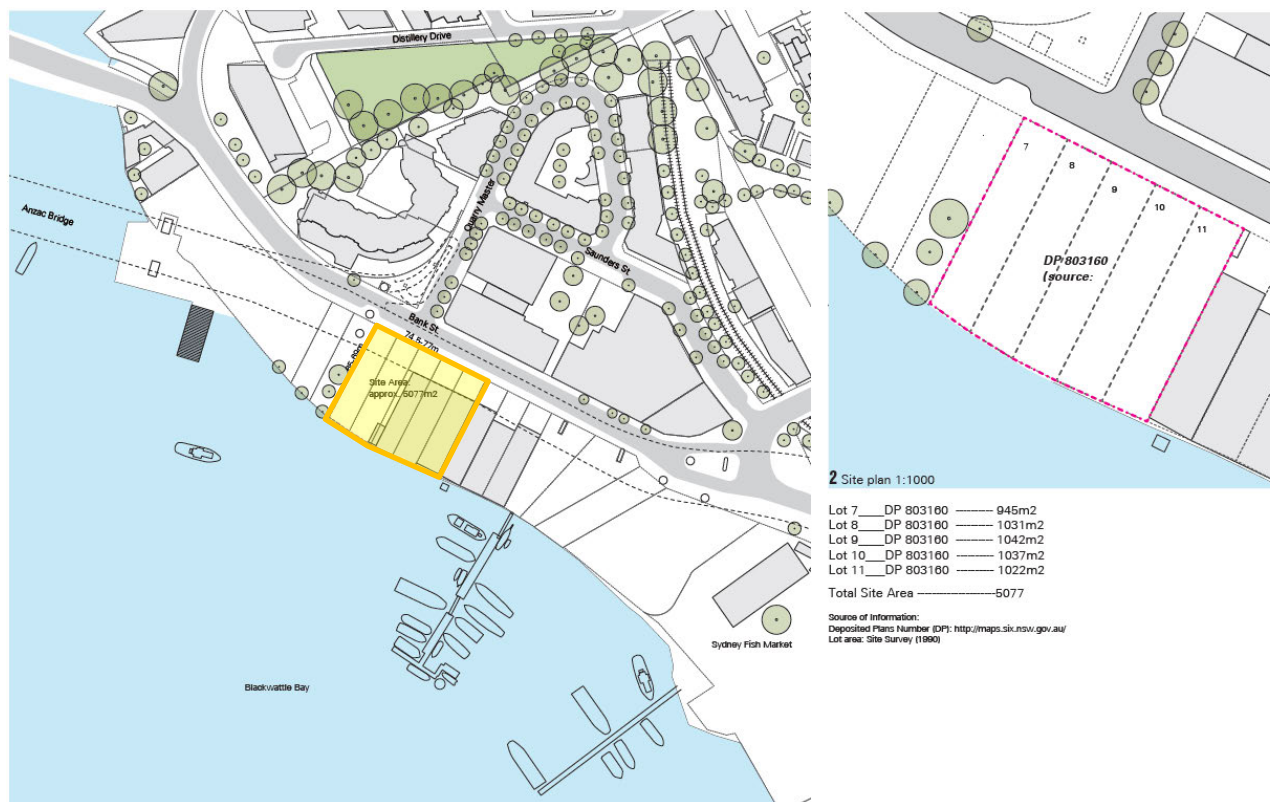 Distillery Drive
Anzac Bridge
Quarry Master
Saunders St.
Bank St.
74.8-77m
Site Area:
approx. 5077m2
Sydney Fish Market
Blackwattle Bay
7
8
9
10
11
DP 803160
(source:
2 Site plan 1:1000
Lot 7____DP 803160 ---------- 945m2
Lot 8____DP 803160 ---------- 1031m2
Lot 9____DP 803160 ---------- 1042m2
Lot 10___DP 803160 ---------- 1037m2
Lot 11___DP 803160 ---------- 1022m2
Total Site Area ---------------------5077
Source of Information:
Deposited Plans Number (DP): http://maps.six.nsw.gov.au/
Lot area: Site Survey (1990)